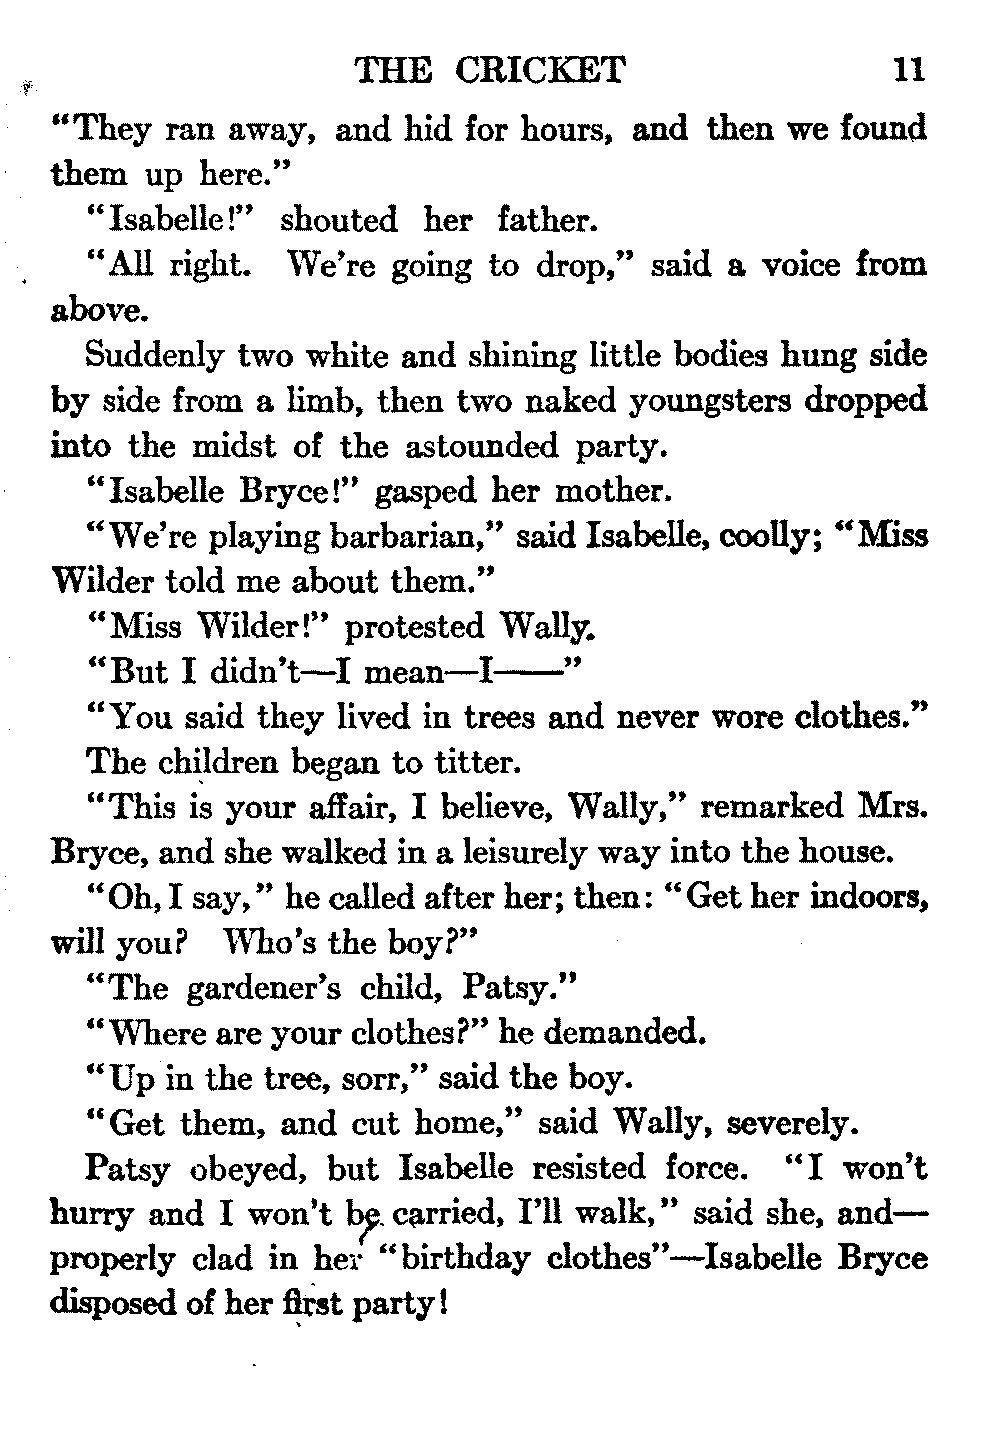 THE CRICKET 11
“They ran away, and hid for hours, and then we found
them up here.”
“Isabelle!” shouted her father.
“All right. We’re going to drop,” said a voice from
above.
Suddenly two white and shining little bodies hung side
by side from a limb, then two naked youngsters dropped
into the midst of the astounded party.
“Isabelle Bryce!” gasped her mother.
“We’re playing barbarian,” said Isabelle, coolly; “Miss
Wilder told me about them.”
“Miss Wilder!” protested Wally.
“But I didn’t—I mean—I——”
“You said they lived in trees and never wore clothes.”
The children began to titter.
“This is your affair, I believe, Wally,” remarked Mrs.
Bryce, and she walked in a leisurely way into the house.
“Oh, I say,” he called after her; then: “Get her indoors,
will you? Who’s the boy?”
“The gardener’s child, Patsy.”
“Where are your clothes?” he demanded.
“Up in the tree, sorr,” said the boy.
“Get them, and cut home,” said Wally, severely.
Patsy obeyed, but Isabelle resisted force. “I won’t
hurry and I won’t be carried, I’ll walk,” said she, and—
properly clad in her “birthday clothes”—Isabelle Bryce
disposed of her first party!